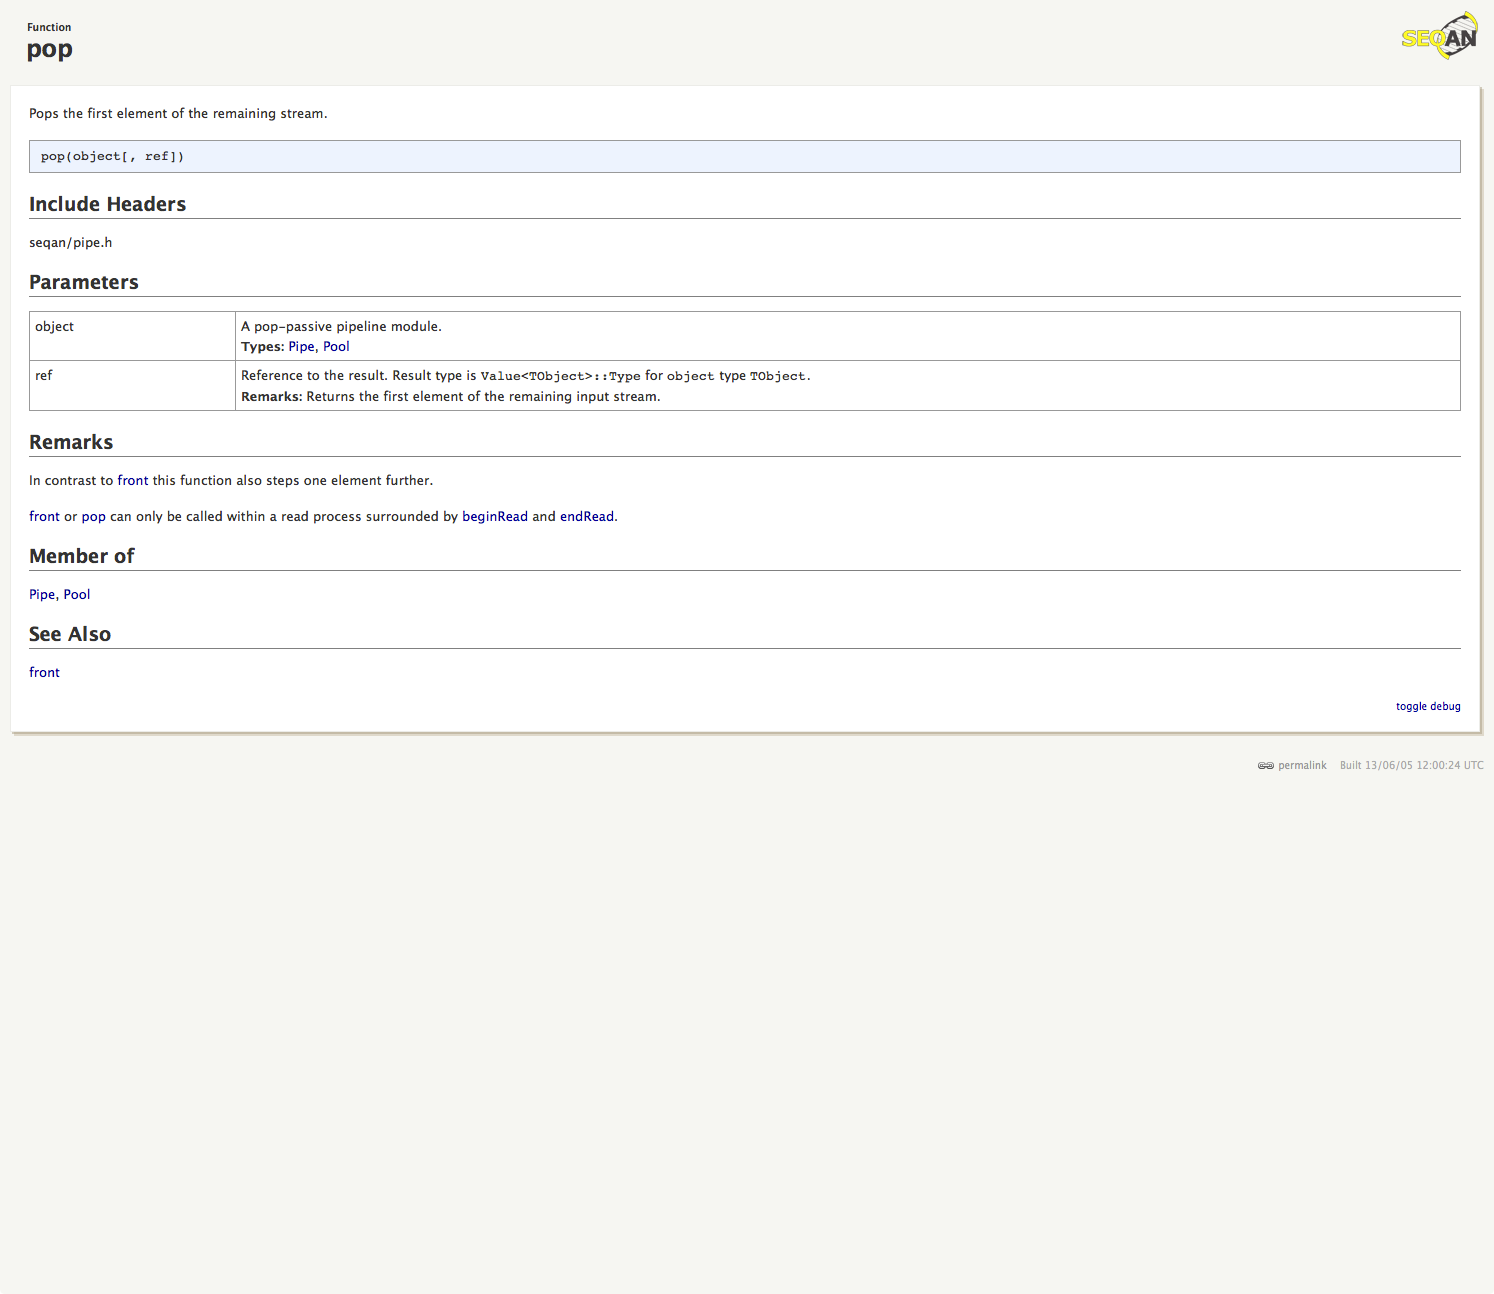 Function
pop
SEQAN
Pops the first element of the remaining stream.
pop(object[, ref])
Include Headers
seqan/pipe.h
Parameters
object
A pop-passive pipeline module.
Types: Pipe, Pool
ref
Reference to the result. Result type is Value<TObject>::Type for object type TObject.
Remarks: Returns the first element of the remaining input stream.
Remarks
In contrast to front this function also steps one element further.
front or pop can only be called within a read process surrounded by beginRead and endRead.
Member of
Pipe, Pool
See Also
front
toggle debug
permalink Built 13/06/05 12:00:24 UTC